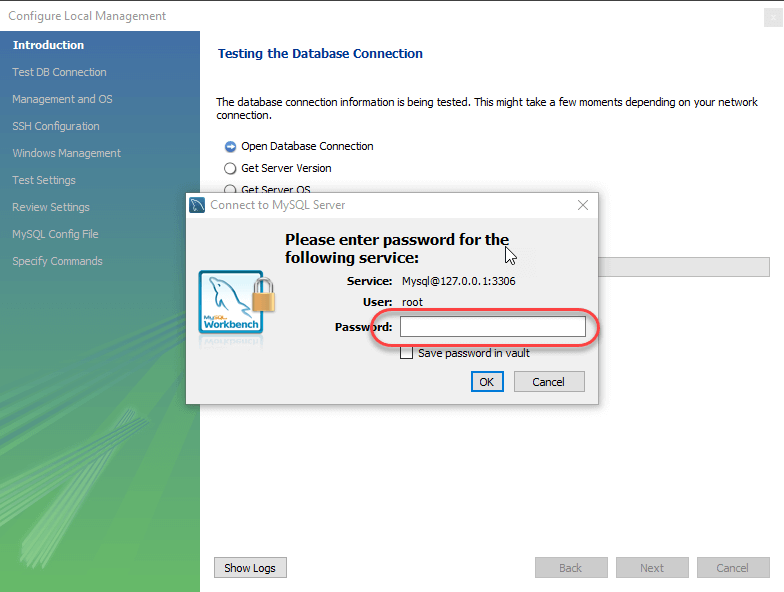 Configure Local Management
Introduction
Test DB Connection
Management and OS
SSH Configuration
Windows Management
Test Settings
Review Settings
MySQL Config File
Specify Commands
Testing the Database Connection
The database connection information is being tested. This might take a few moments depending on your network
connection.
Open Database Connection
Get Server Version
Get Server OS
Connect to MySQL Server
Please enter password for the
following service:
Service: Mysql@127.0.0.1:3306
User: root
Password:
Save password in vault
MySQL
Workbench
OK Cancel
Show Logs Back Next Cancel